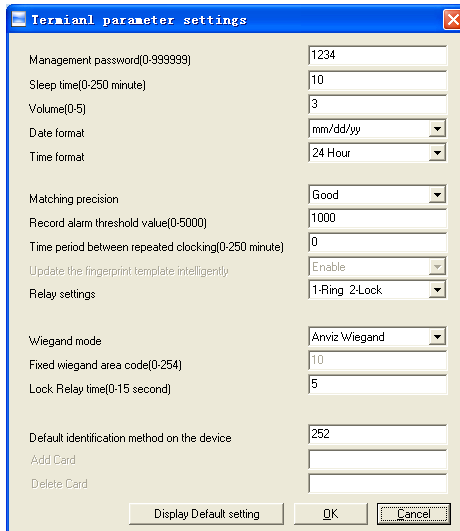 Termianl parameter settings
Management password(0-999999) 1234
Sleep time(0-250 minute) 10
Volume(0-5) 3
Date format mm/dd/yy
Time format 24 Hour
Matching precision Good
Record alarm threshold value(0-5000) 1000
Time period between repeated clocking(0-250 minute) 0
Update the fingerprint template intelligently Enable
Relay settings 1-Ring 2-Lock
Wiegand mode Anviz Wiegand
Fixed wiegand area code(0-254) 10
Lock Relay time(0-15 second) 5
Default identification method on the device 252
Add Card
Delete Card
Display Default setting OK Cancel